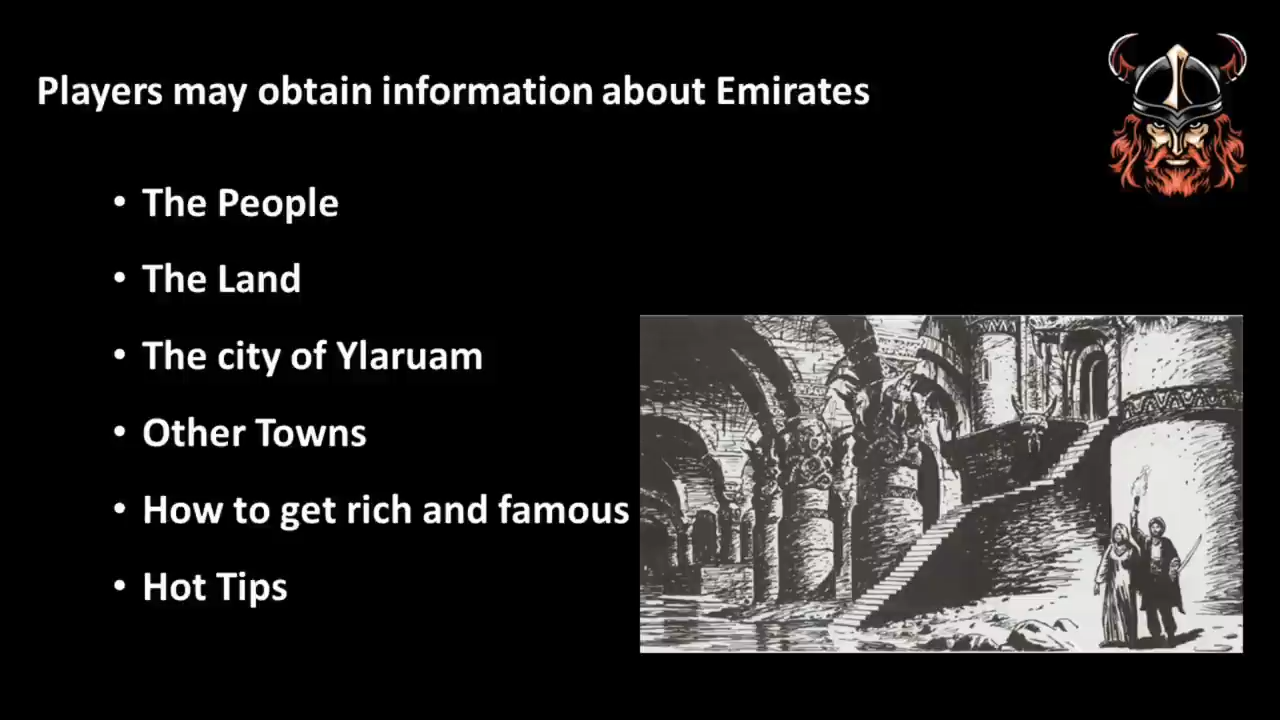 Players may obtain information about Emirates
• The People
• The Land
• The city of Ylaruam
• Other Towns
• How to get rich and famous
• Hot Tips